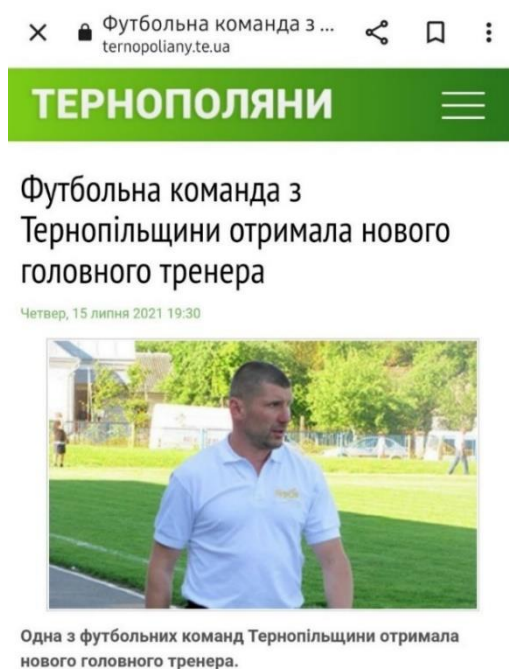 Футбольна команда з ...
ternopoliany.te.ua
ТЕРНОПОЛЯНИ
Футбольна команда з
Тернопільщини отримала нового
головного тренера
Четвер, 15 липня 2021 19:30
Одна з футбольних команд Тернопільщини отримала
нового головного тренера.